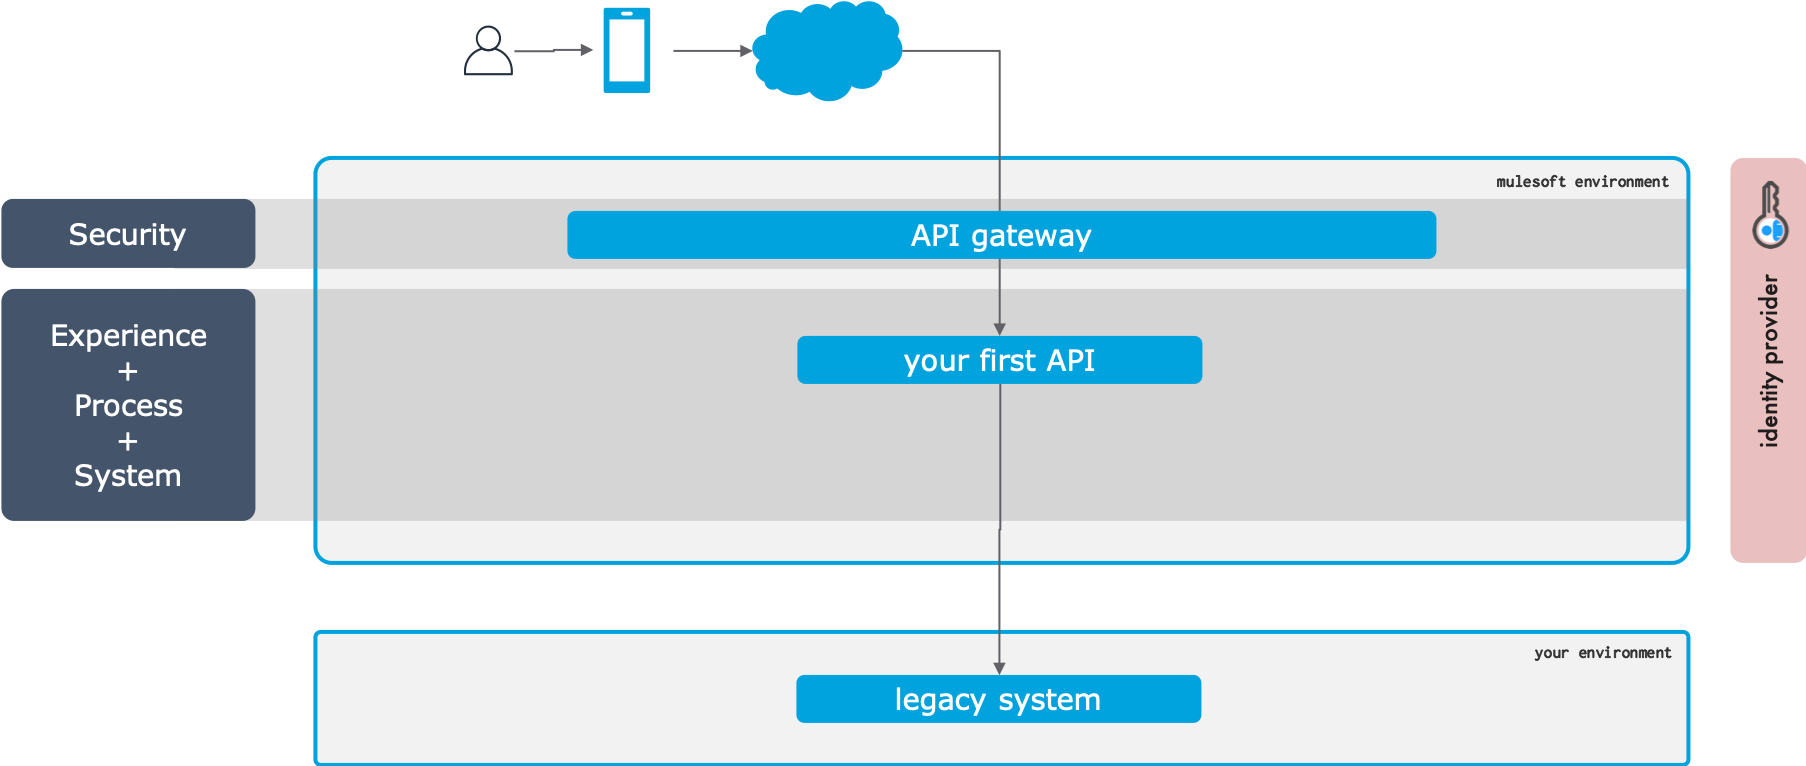 mulesoft environment
Security
API gateway
Experience
+
Process
+
System
your first API
identity provider
your environment
legacy system